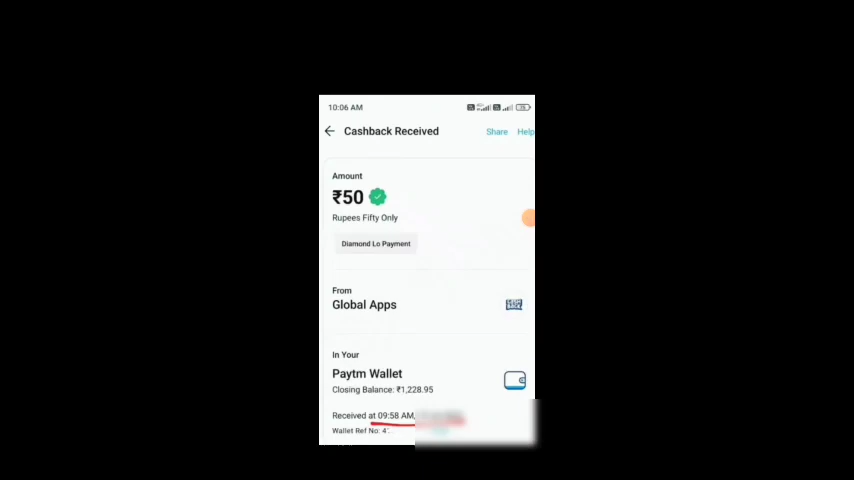 10:06 AM
Cashback Received Share Help
Amount
₹50
Rupees Fifty Only
Diamond Lo Payment
From
Global Apps
In Your
Paytm Wallet
Closing Balance: ₹1,228.95
Received at 09:58 AM,
Wallet Ref No: 4